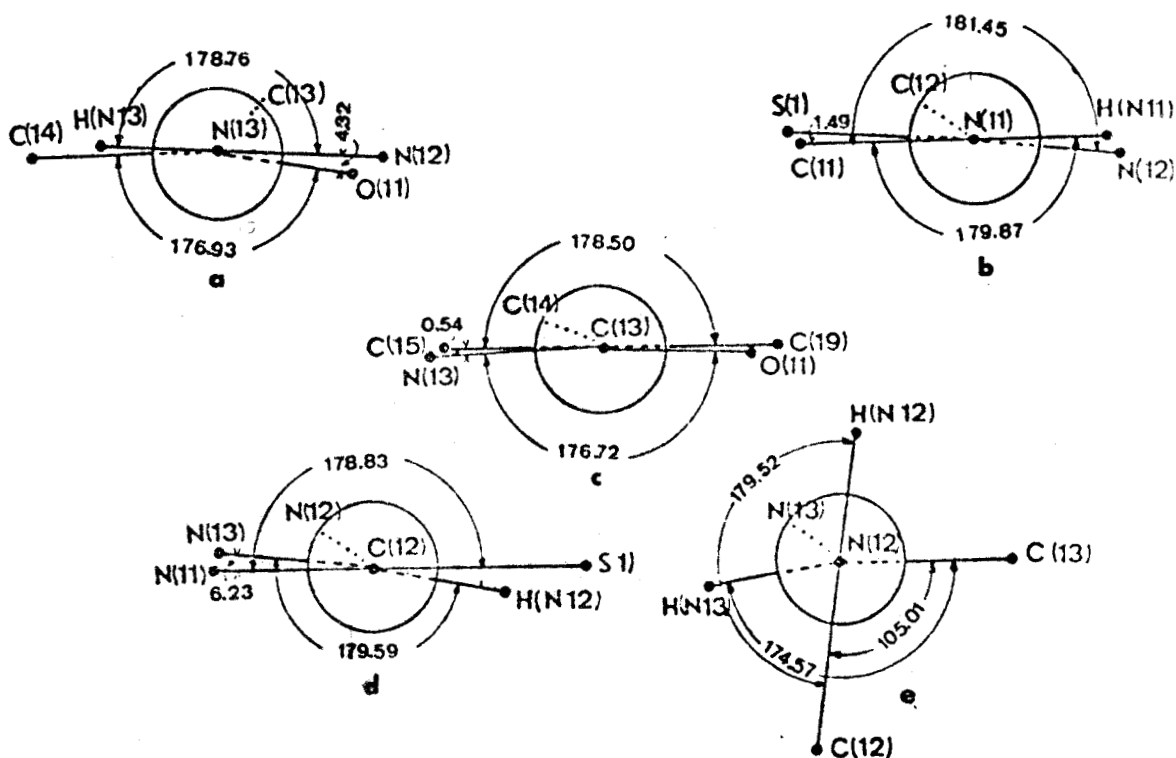 178.76
C(13)
H(N13)
C(14)
N(13)
4.32
N(12)
O(11)
176.93
a
181.45
C(12)
S(1)
1.49
N(11)
H(N11)
C(11)
N(12)
179.87
b
178.50
C(14)
0.54
C(13)
C(15)
C(19)
N(13)
O(11)
176.72
c
178.83
N(12)
N(13)
C(12)
N(11)
S1)
6.23
H(N12)
179.59
d
H(N12)
179.52
N(13)
N(12)
C(13)
H(N13)
105.01
174.57
e
C(12)